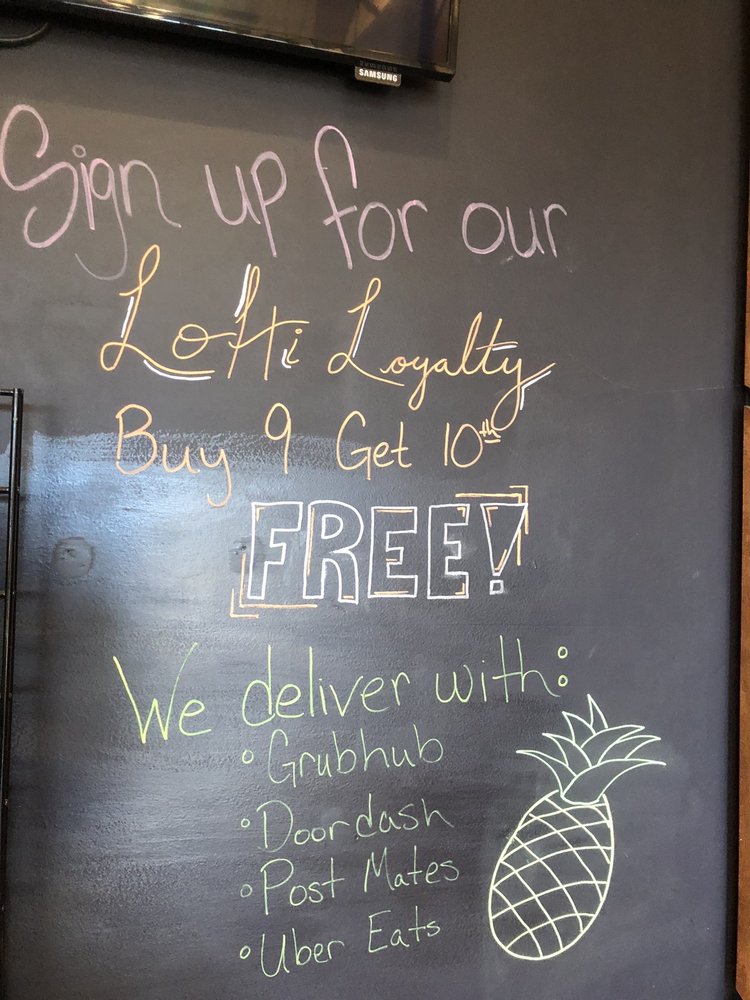 SAMSUNG
Sign up for our
Lofti Loyalty
Buy 9 Get 10th
FREE!
We deliver with:
◦ Grubhub
◦ Doordash
◦ Post Mates
◦ Uber Eats